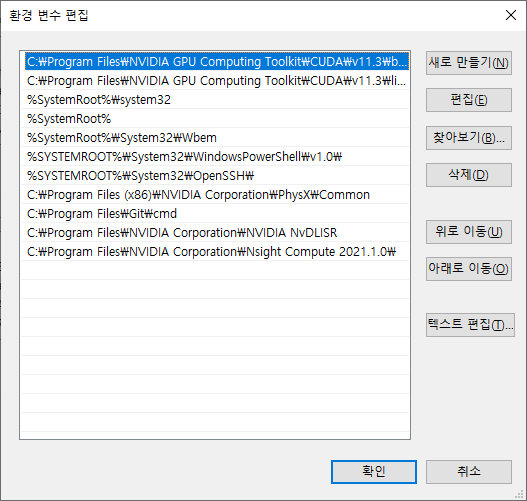 환경 변수 편집
C:₩Program Files₩NVIDIA GPU Computing Toolkit₩CUDA₩v11.3₩b...
C:₩Program Files₩NVIDIA GPU Computing Toolkit₩CUDA₩v11.3₩li...
%SystemRoot%₩system32
%SystemRoot%
%SystemRoot%₩System32₩Wbem
%SYSTEMROOT%₩System32₩WindowsPowerShell₩v1.0₩
%SYSTEMROOT%₩System32₩OpenSSH₩
C:₩Program Files (x86)₩NVIDIA Corporation₩PhysX₩Common
C:₩Program Files₩Git₩cmd
C:₩Program Files₩NVIDIA Corporation₩NVIDIA NvDLISR
C:₩Program Files₩NVIDIA Corporation₩Nsight Compute 2021.1.0₩
새로 만들기(N)
편집(E)
찾아보기(B)...
삭제(D)
위로 이동(U)
아래로 이동(O)
텍스트 편집(T)...
확인
취소